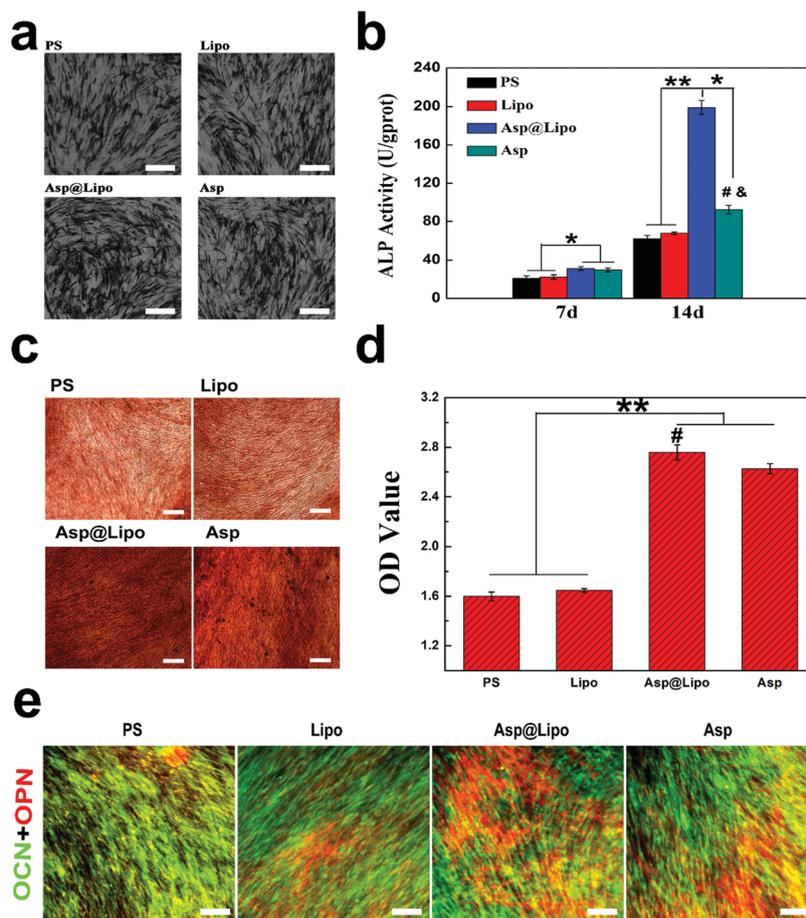 a
PS
Lipo
Asp@Lipo
Asp
b
ALP Activity (U/gprot)
240
200
160
120
80
40
0
PS
Lipo
Asp@Lipo
Asp
*
** *
# &
7d
14d
c
PS
Lipo
Asp@Lipo
Asp
d
OD Value
3.2
2.8
2.4
2.0
1.6
1.2
**
#
PS
Lipo
Asp@Lipo
Asp
e
PS
Lipo
Asp@Lipo
Asp
OCN+OPN